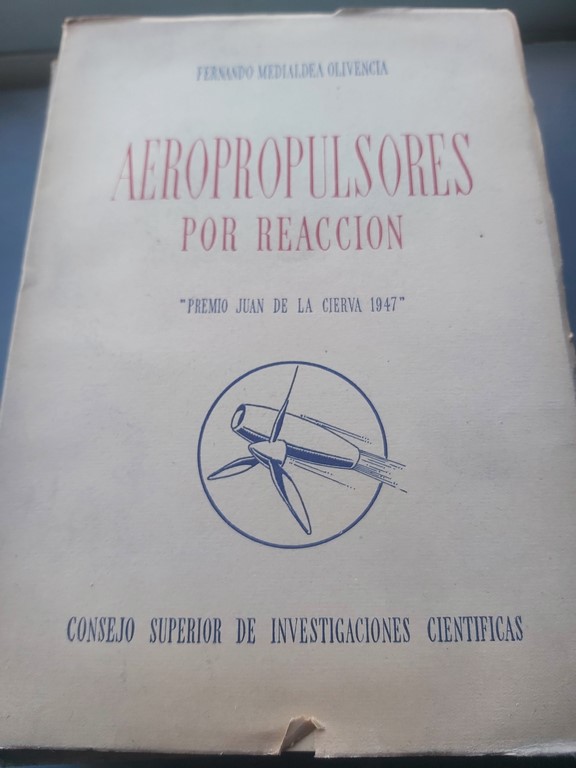 FERNANDO MEDIALDEA OLIVENCIA
AEROPROPULSORES
POR REACCION
"PREMIO JUAN DE LA CIERVA 1947"
CONSEJO SUPERIOR DE INVESTIGACIONES CIENTIFICAS